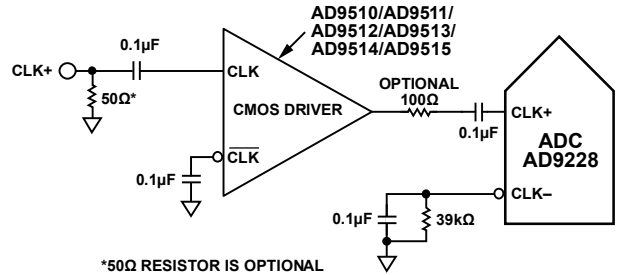 AD9510/AD9511/
AD9512/AD9513/
AD9514/AD9515
0.1µF
CLK+
50Ω*
CLK
CMOS DRIVER
OPTIONAL
100Ω
0.1µF
CLK+
ADC
AD9228
CLK
0.1µF
CLK–
0.1µF
39kΩ
*50Ω RESISTOR IS OPTIONAL